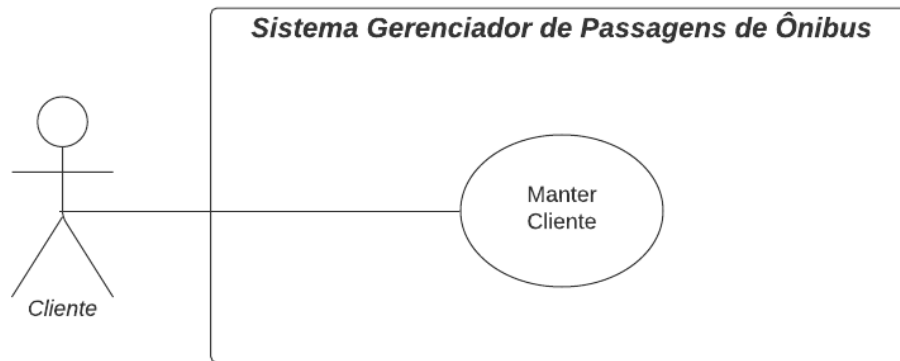 Sistema Gerenciador de Passagens de Ônibus
Manter
Cliente
Cliente